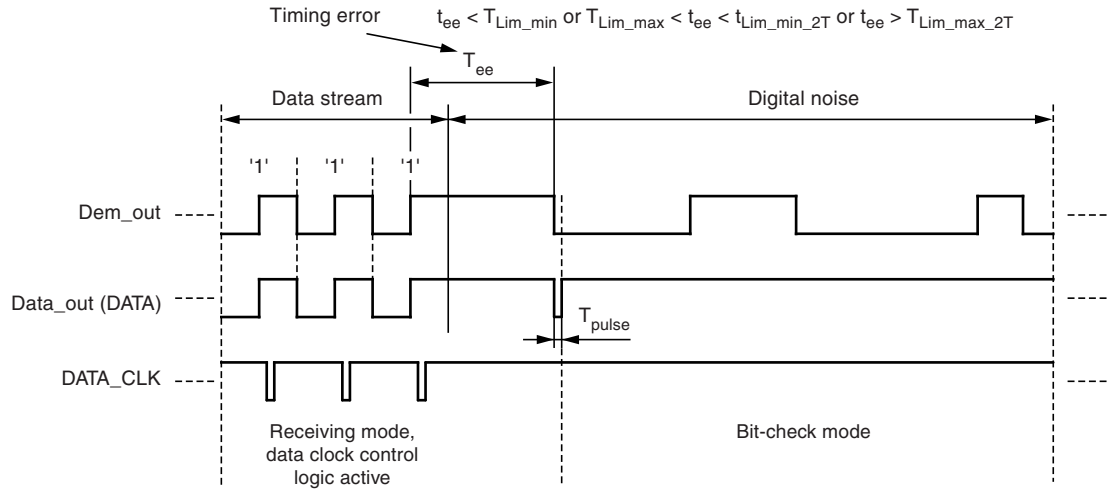 Timing error
t_ee < T_Lim_min or T_Lim_max < t_ee < t_Lim_min_2T or t_ee > T_Lim_max_2T
T_ee
Data stream
Digital noise
'1' '1' '1'
Dem_out
Data_out (DATA)
T_pulse
DATA_CLK
Receiving mode,
data clock control
logic active
Bit-check mode